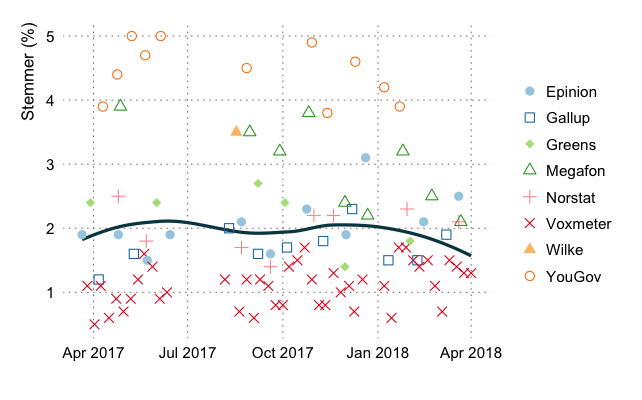 Stemmer (%)
5
4
3
2
1
Apr 2017 Jul 2017 Oct 2017 Jan 2018 Apr 2018
Epinion
Gallup
Greens
Megafon
Norstat
Voxmeter
Wilke
YouGov